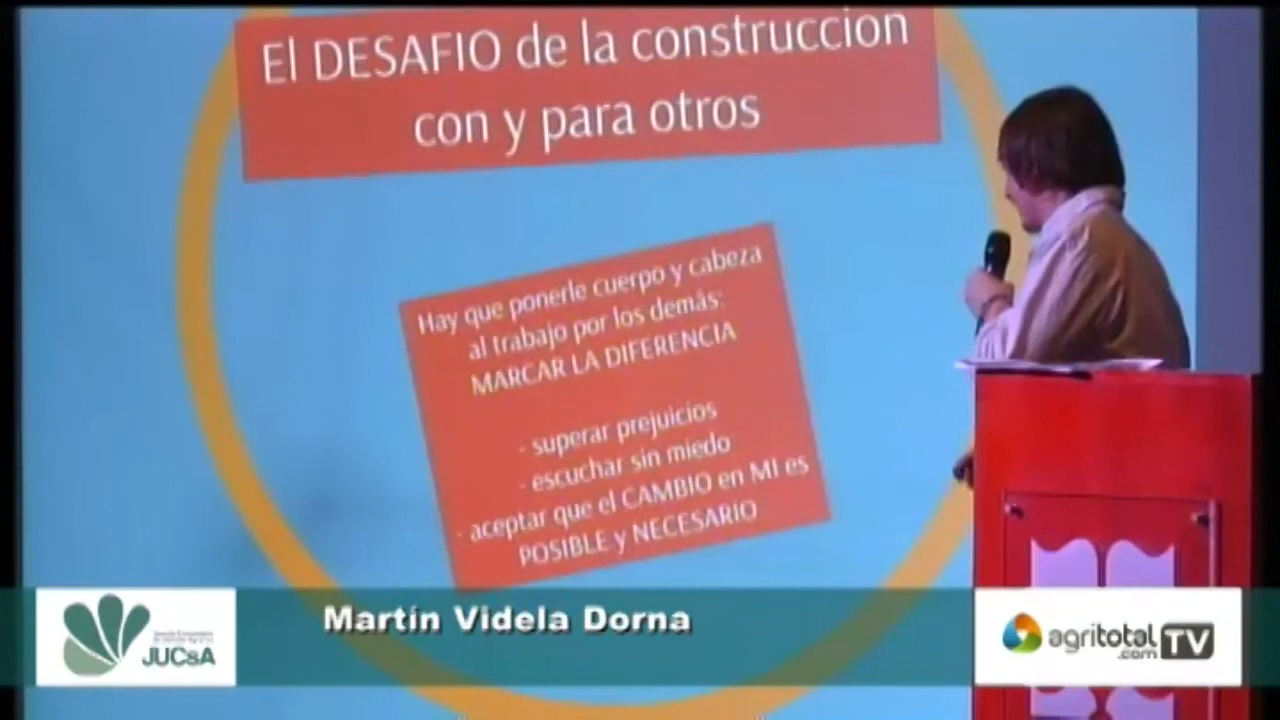 El DESAFIO de la construccion
con y para otros
Hay que ponerle cuerpo y cabeza
al trabajo por los demás:
MARCAR LA DIFERENCIA
- superar prejuicios
- escuchar sin miedo
- aceptar que el CAMBIO en MI es
POSIBLE y NECESARIO
Martín Videla Dorna
JUCsA
agritotal
.com
TV